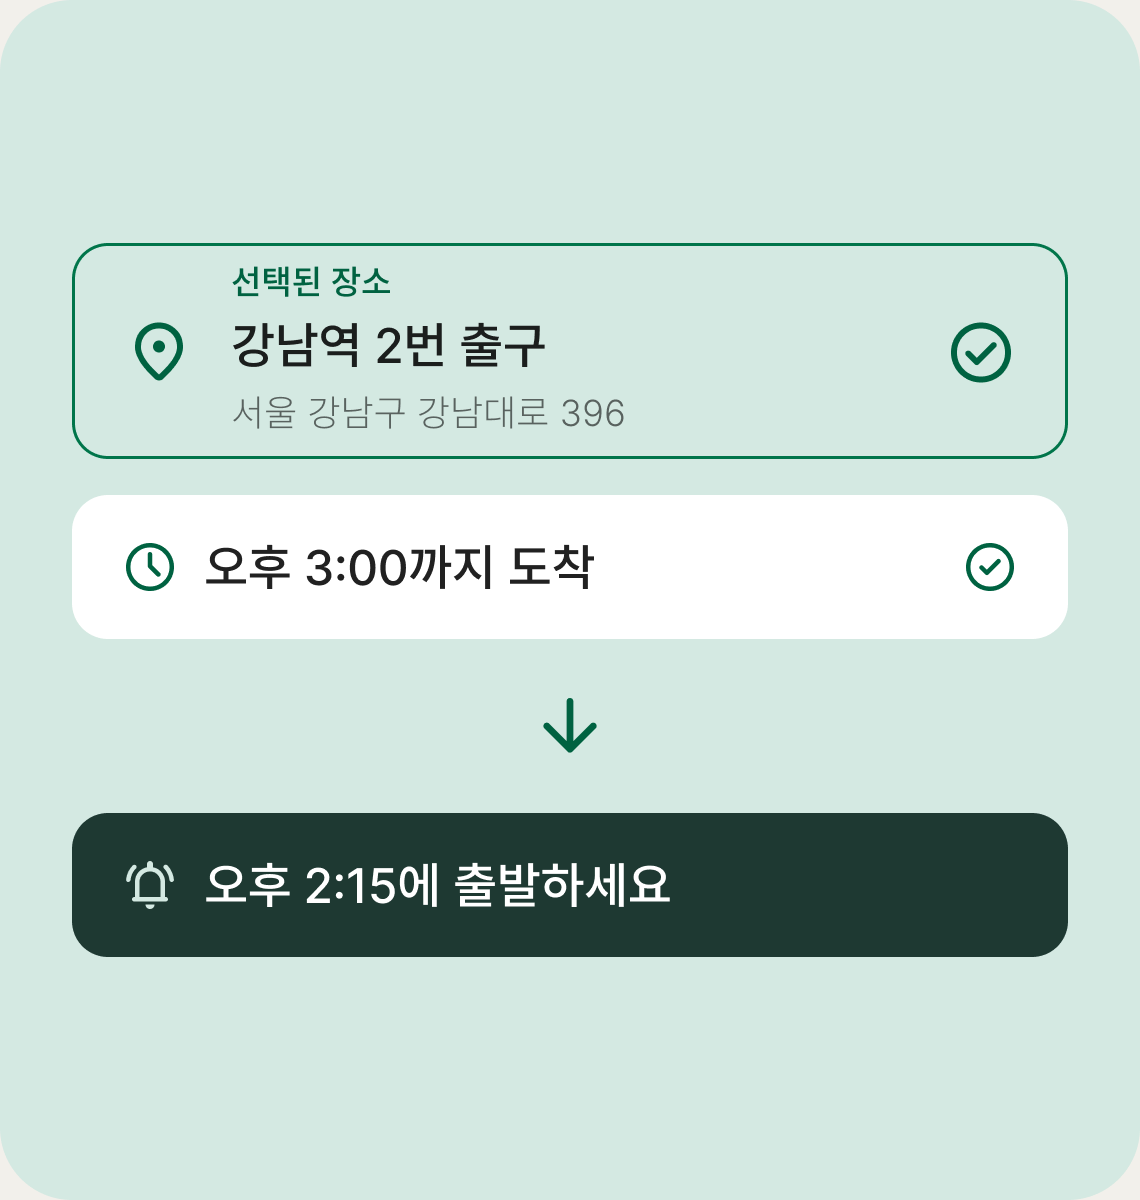 선택된 장소
강남역 2번 출구
서울 강남구 강남대로 396
오후 3:00까지 도착
오후 2:15에 출발하세요